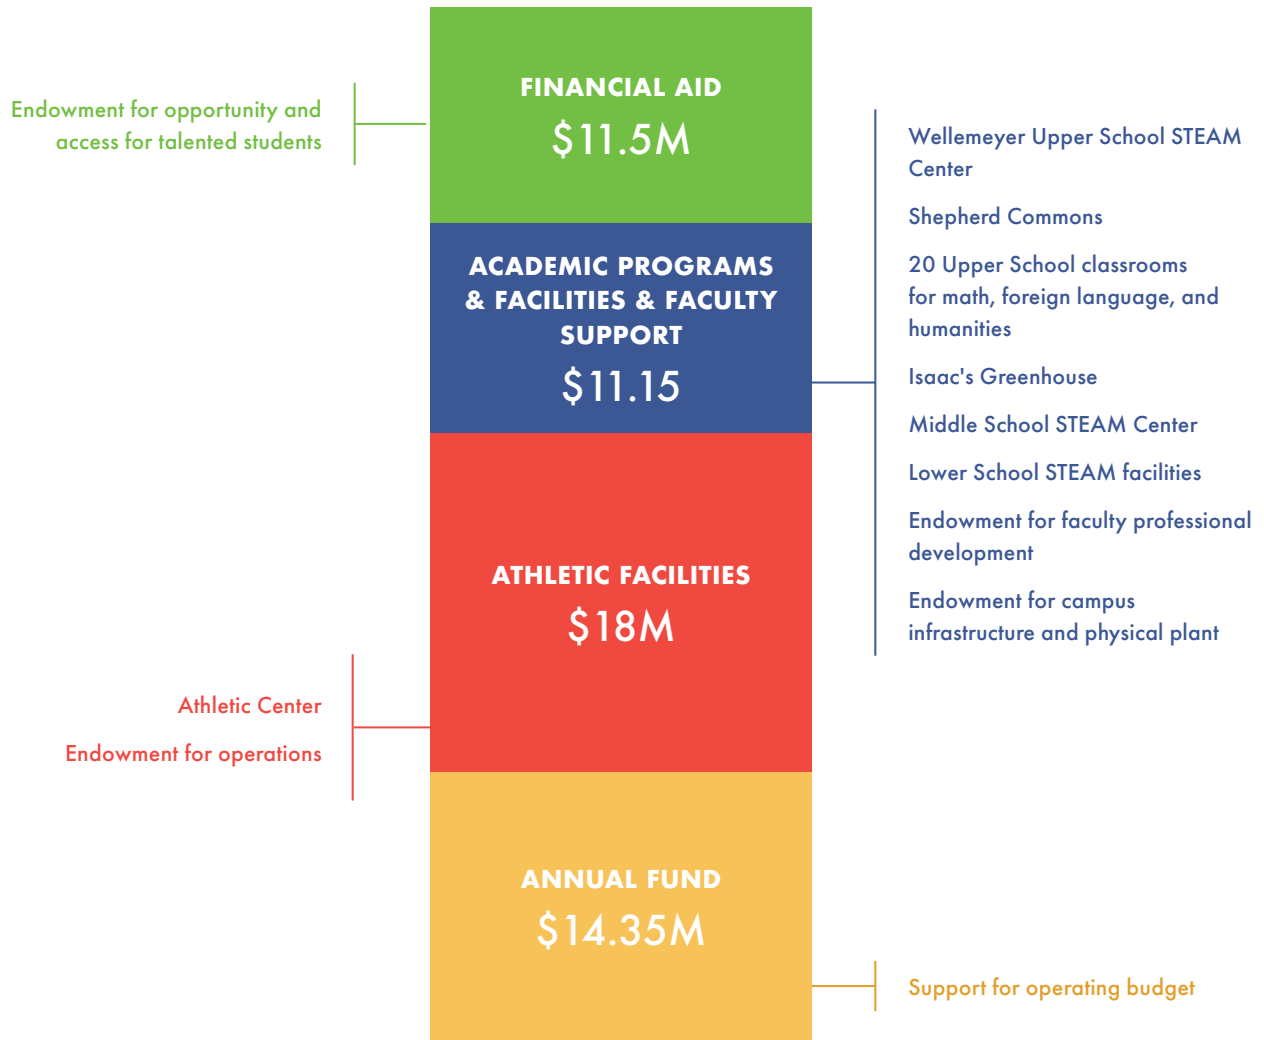 FINANCIAL AID
$11.5M
Endowment for opportunity and
access for talented students
ACADEMIC PROGRAMS
& FACILITIES & FACULTY
SUPPORT
$11.15
Wellemeyer Upper School STEAM
Center
Shepherd Commons
20 Upper School classrooms
for math, foreign language, and
humanities
Isaac's Greenhouse
Middle School STEAM Center
Lower School STEAM facilities
Endowment for faculty professional
development
Endowment for campus
infrastructure and physical plant
ATHLETIC FACILITIES
$18M
Athletic Center
Endowment for operations
ANNUAL FUND
$14.35M
Support for operating budget